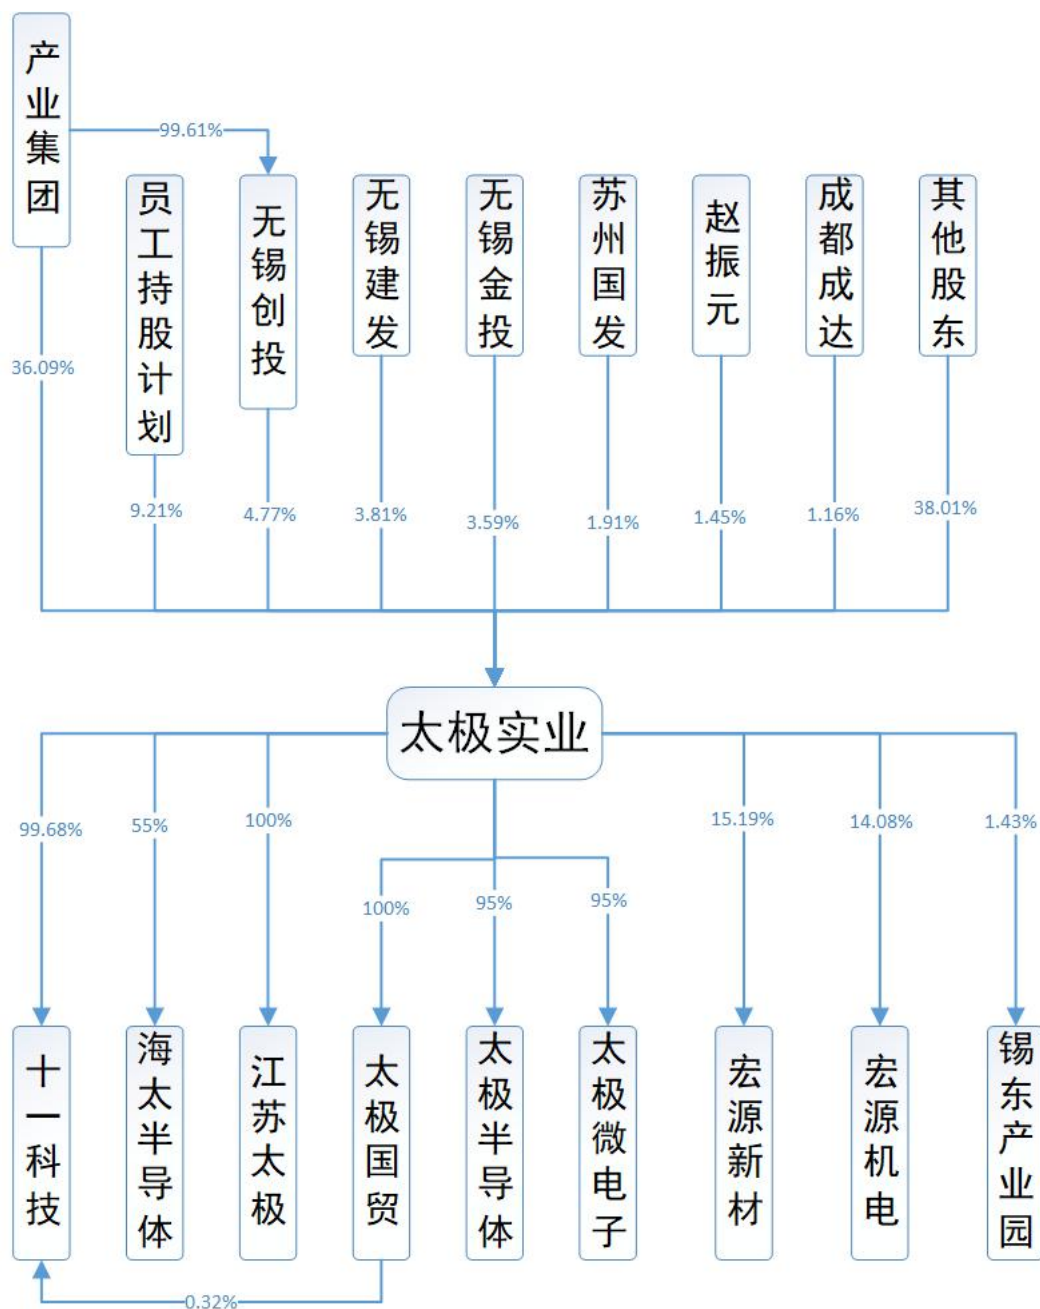 产业集团
99.61%
员工持股计划
无锡创投
无锡建发
无锡金投
苏州国发
赵振元
成都成达
其他股东
36.09%
9.21%
4.77%
3.81%
3.59%
1.91%
1.45%
1.16%
38.01%
太极实业
99.68%
55%
100%
100%
95%
95%
15.19%
14.08%
1.43%
十一科技
海太半导体
江苏太极
太极国贸
太极半导体
太极微电子
宏源新材
宏源机电
锡东产业园
0.32%